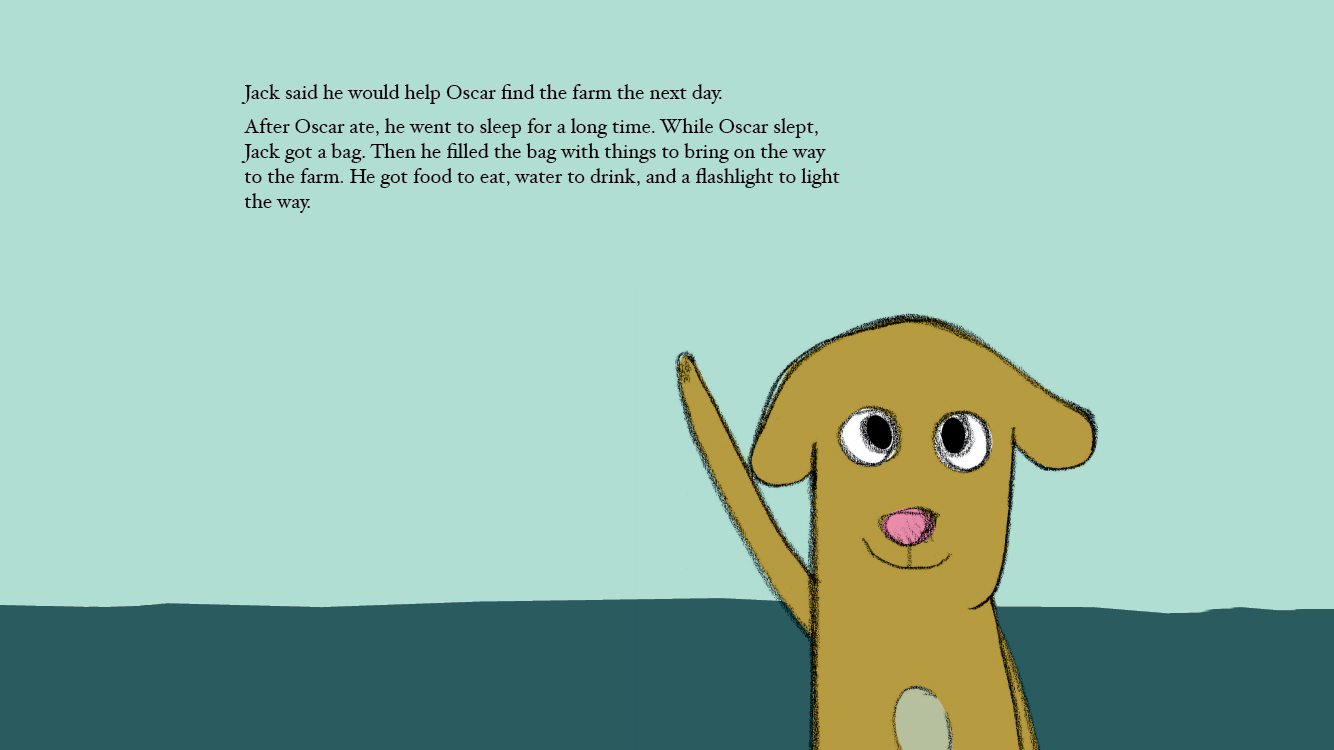 Jack said he would help Oscar find the farm the next day.
After Oscar ate, he went to sleep for a long time. While Oscar slept,
Jack got a bag. Then he filled the bag with things to bring on the way
to the farm. He got food to eat, water to drink, and a flashlight to light
the way.